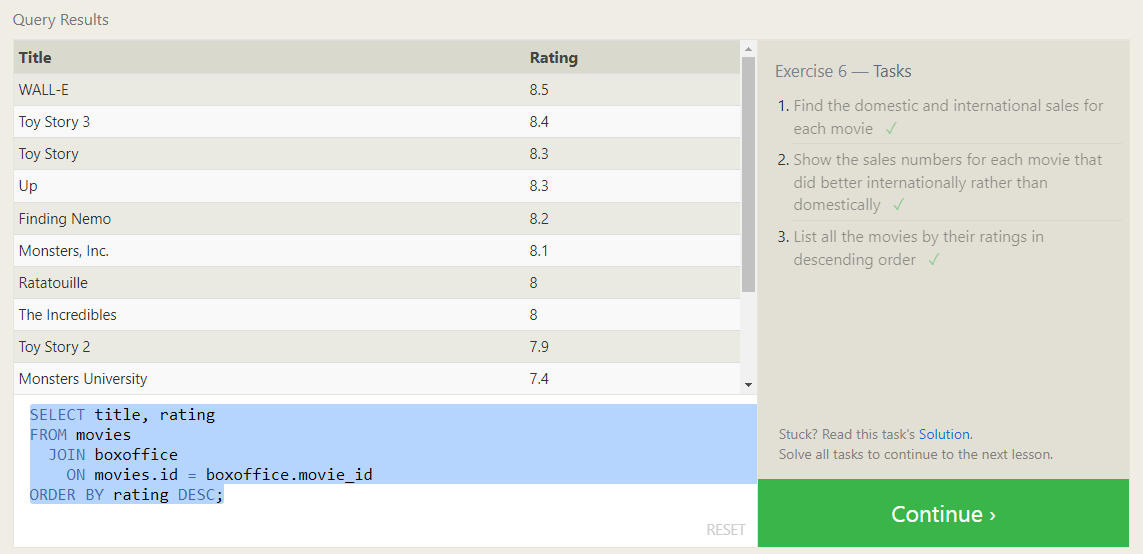 Query Results
Title Rating
WALL-E 8.5
Toy Story 3 8.4
Toy Story 8.3
Up 8.3
Finding Nemo 8.2
Monsters, Inc. 8.1
Ratatouille 8
The Incredibles 8
Toy Story 2 7.9
Monsters University 7.4
SELECT title, rating
FROM movies
  JOIN boxoffice
    ON movies.id = boxoffice.movie_id
ORDER BY rating DESC;
RESET
Exercise 6 — Tasks
1. Find the domestic and international sales for
each movie ✓
2. Show the sales numbers for each movie that
did better internationally rather than
domestically ✓
3. List all the movies by their ratings in
descending order ✓
Stuck? Read this task's Solution.
Solve all tasks to continue to the next lesson.
Continue ›